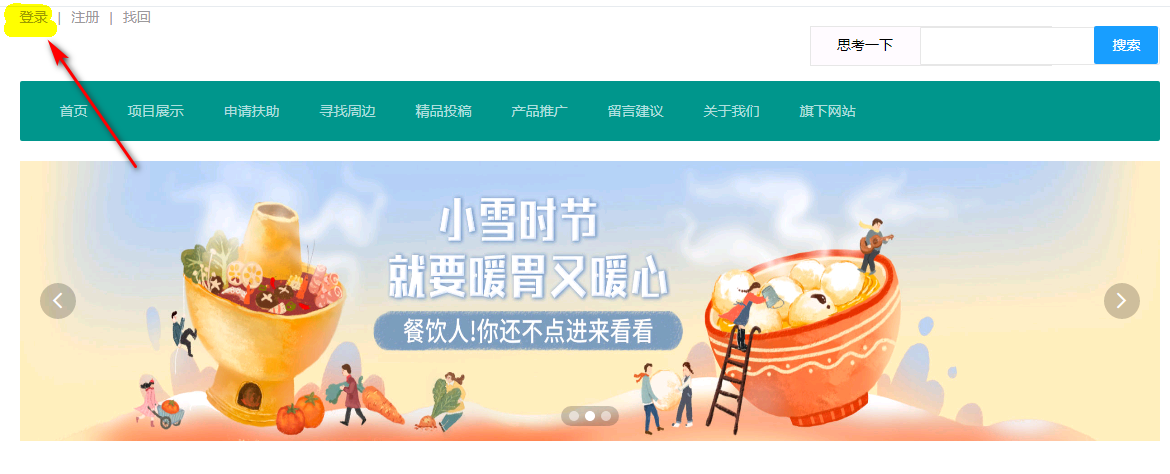 登录 | 注册 | 找回
思考一下 搜索
首页 项目展示 申请扶助 寻找周边 精品投稿 产品推广 留言建议 关于我们 旗下网站
小雪时节
就要暖胃又暖心
餐饮人!你还不点进来看看